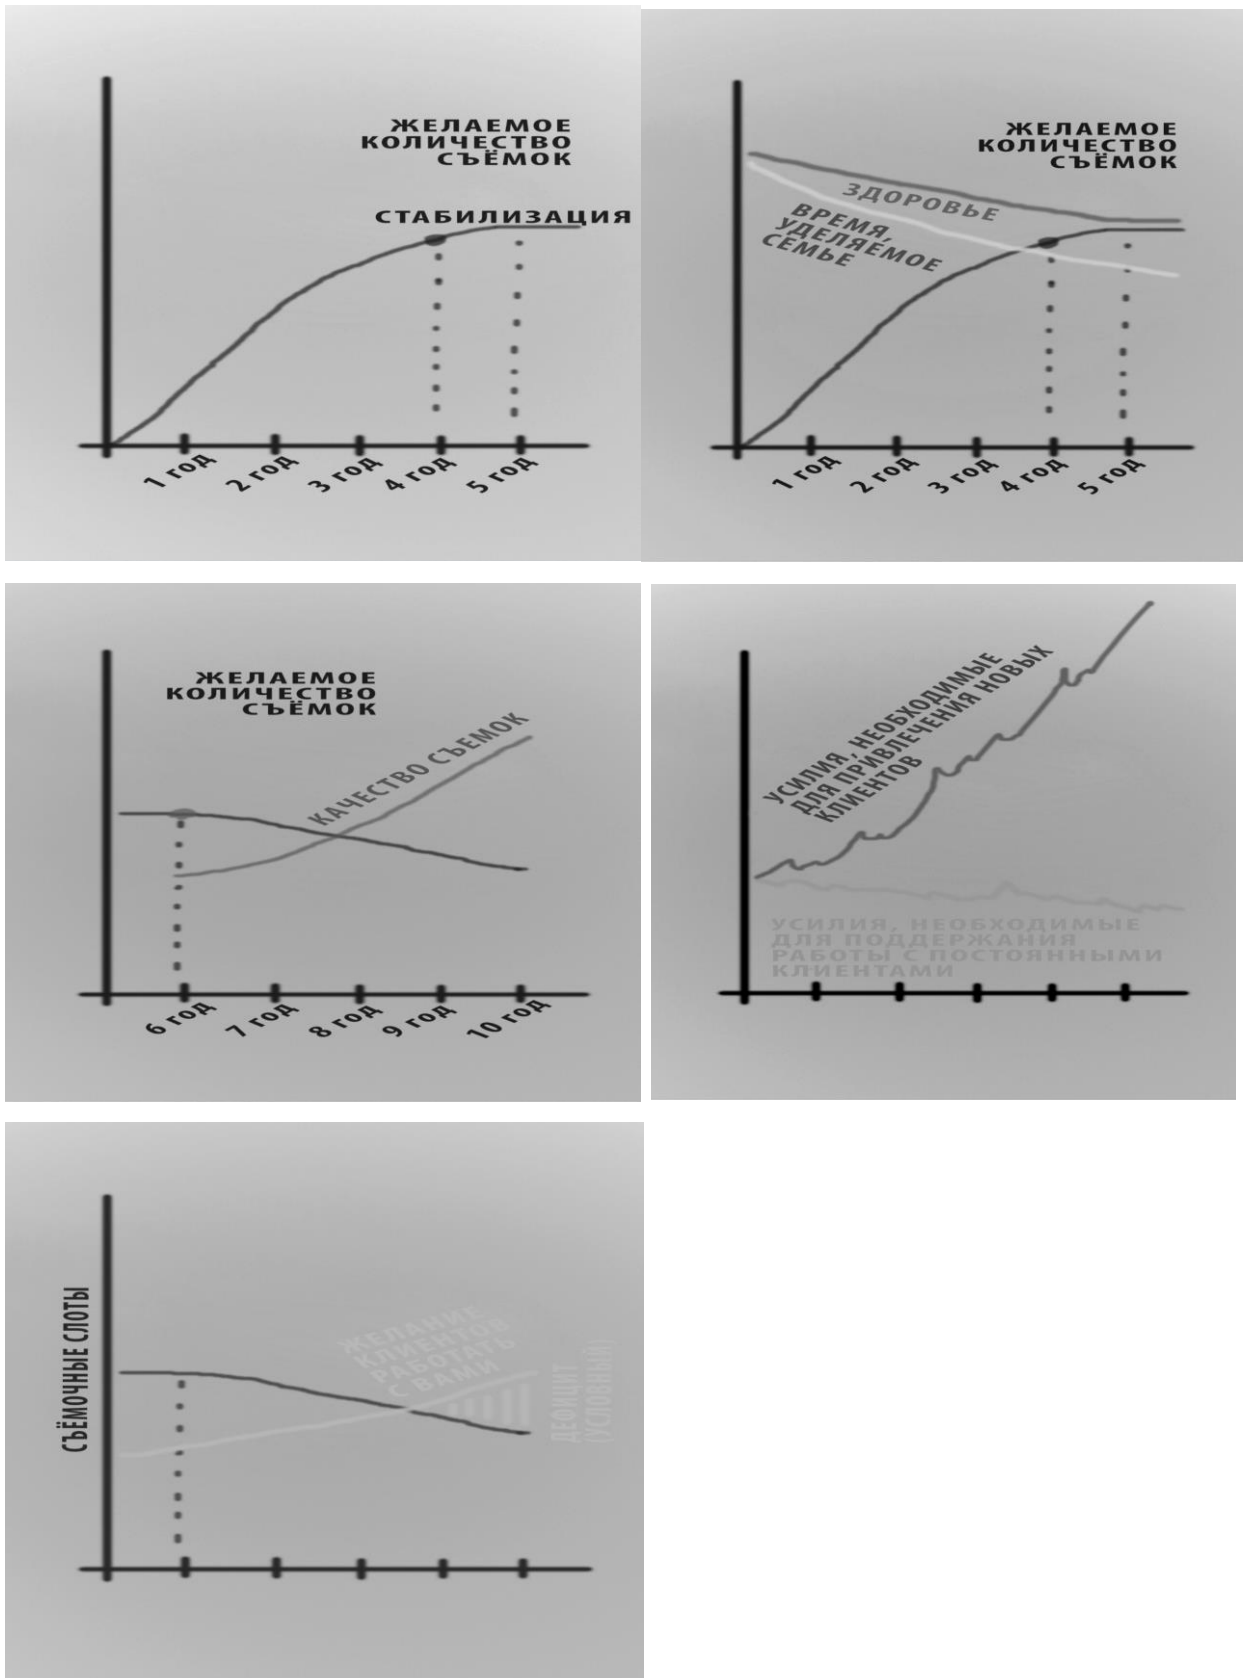 ЖЕЛАЕМОЕ
КОЛИЧЕСТВО
СЪЁМОК
СТАБИЛИЗАЦИЯ
1 год
2 год
3 год
4 год
5 год
ЖЕЛАЕМОЕ
КОЛИЧЕСТВО
СЪЁМОК
ЗДОРОВЬЕ
ВРЕМЯ,
УДЕЛЯЕМОЕ
СЕМЬЕ
1 год
2 год
3 год
4 год
5 год
ЖЕЛАЕМОЕ
КОЛИЧЕСТВО
СЪЁМОК
КАЧЕСТВО СЪЕМОК
6 год
7 год
8 год
9 год
10 год
УСИЛИЯ, НЕОБХОДИМЫЕ
ДЛЯ ПРИВЛЕЧЕНИЯ НОВЫХ
КЛИЕНТОВ
УСИЛИЯ, НЕОБХОДИМЫЕ
ДЛЯ ПОДДЕРЖАНИЯ
РАБОТЫ С ПОСТОЯННЫМИ
КЛИЕНТАМИ
СЪЁМОЧНЫЕ СЛОТЫ
ЖЕЛАНИЕ
КЛИЕНТОВ
РАБОТАТЬ
С ВАМИ
ДЕФИЦИТ
(УСЛОВНЫЙ)